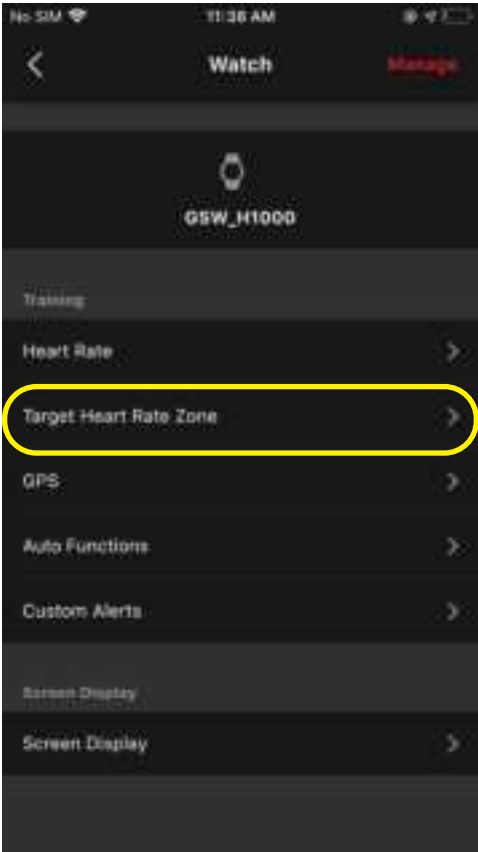 No SIM 11:36 AM
Watch Manage
GSW_H1000
Training
Heart Rate
Target Heart Rate Zone
GPS
Auto Functions
Custom Alerts
Screen Display
Screen Display